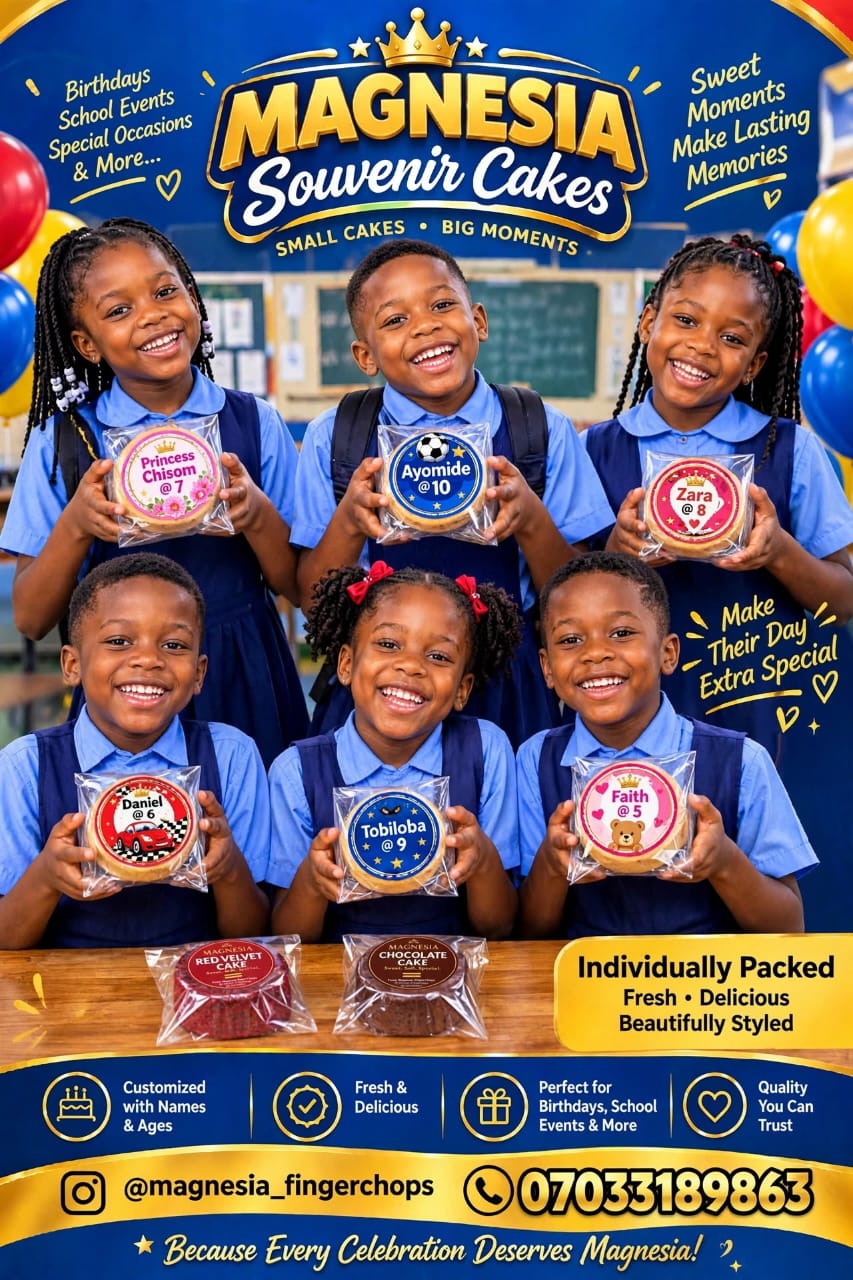 Birthdays
School Events
Special Occasions
& More...
MAGNESIA
Souvenir Cakes
SMALL CAKES • BIG MOMENTS
Sweet
Moments
Make Lasting
Memories
Princess
Chisom
@ 7
Ayomide
@ 10
Zara
@ 8
Make
Their Day
Extra Special
Daniel
@ 6
Tobiloba
@ 9
Faith
@ 5
MAGNESIA
RED VELVET
CAKE
MAGNESIA
CHOCOLATE
CAKE
Sweet. Soft. Special.
Individually Packed
Fresh • Delicious
Beautifully Styled
Customized
with Names
& Ages
Fresh &
Delicious
Perfect for
Birthdays, School
Events & More
Quality
You Can
Trust
@magnesia_fingerchops
07033189863
Because Every Celebration Deserves Magnesia!